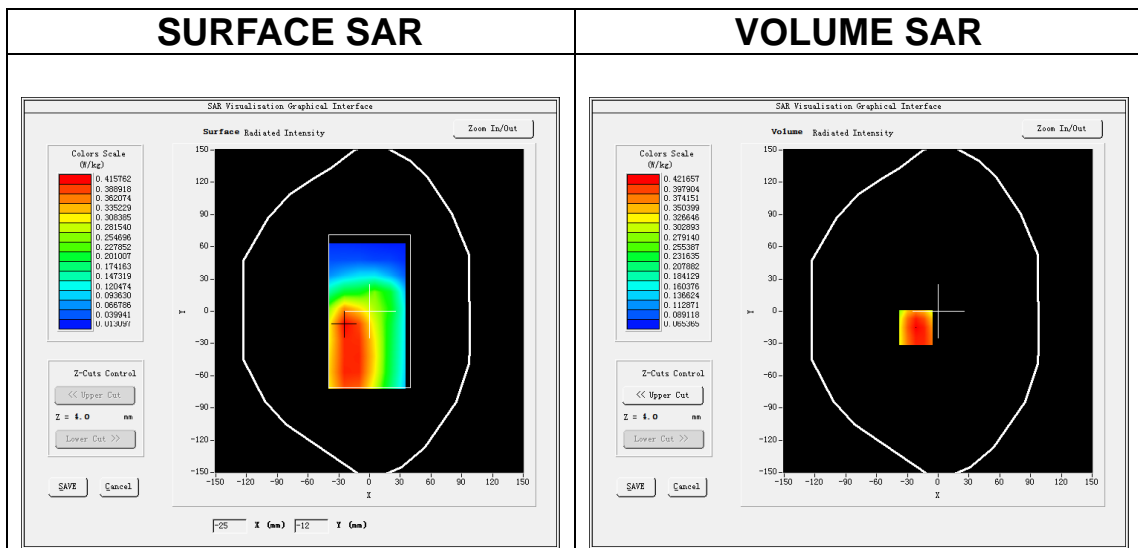 SURFACE SAR
VOLUME SAR
SAR Visualisation Graphical Interface
Surface Radiated Intensity
Zoom In/Out
Colors Scale
(W/kg)
0.415762
0.388918
0.362074
0.335229
0.308385
0.281540
0.254696
0.227852
0.201007
0.174163
0.147319
0.120474
0.093630
0.066786
0.039941
0.013097
Z-Cuts Control
<< Upper Cut
Z = 4.0 mm
Lower Cut >>
SAVE
Cancel
150
120
90
60
30
0
-30
-60
-90
-120
-150
Y
-150 -120 -90 -60 -30 0 30 60 90 120 150
X
-25 X (mm) -12 Y (mm)
SAR Visualisation Graphical Interface
Volume Radiated Intensity
Zoom In/Out
Colors Scale
(W/kg)
0.421657
0.397904
0.374151
0.350399
0.326646
0.302893
0.279140
0.255387
0.231635
0.207882
0.184129
0.160376
0.136624
0.112871
0.089118
0.065365
Z-Cuts Control
<< Upper Cut
Z = 4.0 mm
Lower Cut >>
SAVE
Cancel
150
120
90
60
30
0
-30
-60
-90
-120
-150
Y
-150 -120 -90 -60 -30 0 30 60 90 120 150
X